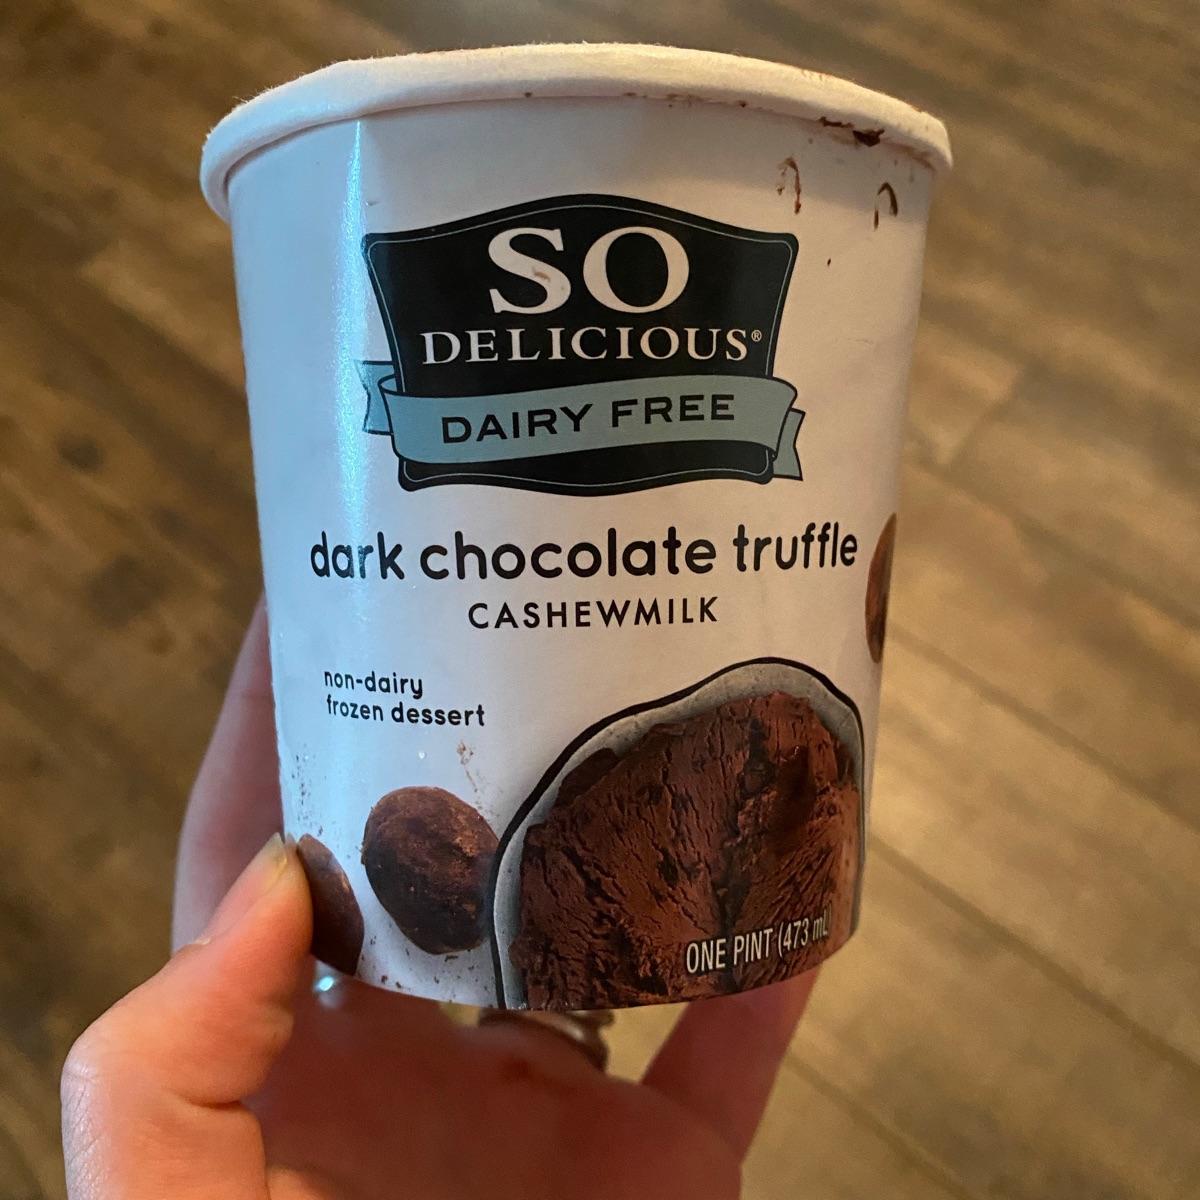 SO
DELICIOUS®
DAIRY FREE
dark chocolate truffle
CASHEWMILK
non-dairy
frozen dessert
ONE PINT (473 mL)